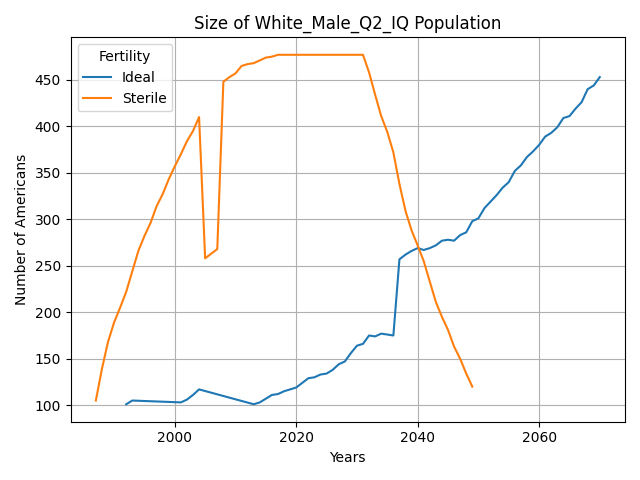 Size of White_Male_Q2_IQ Population
Fertility
Ideal
Sterile
Number of Americans
450
400
350
300
250
200
150
100
2000
2020
2040
2060
Years